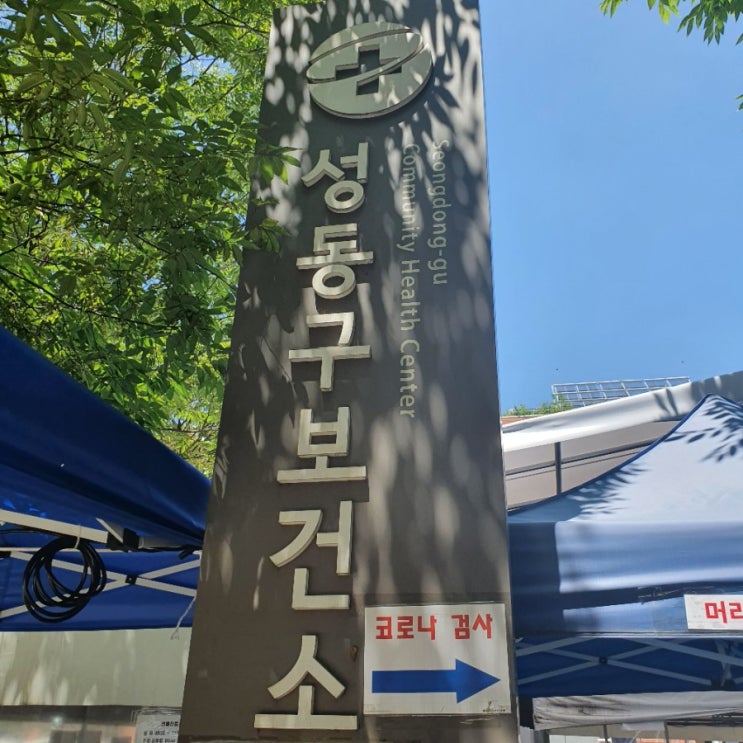 성동구보건소
Seongdong-gu
Community Health Center
코로나 검사
머리